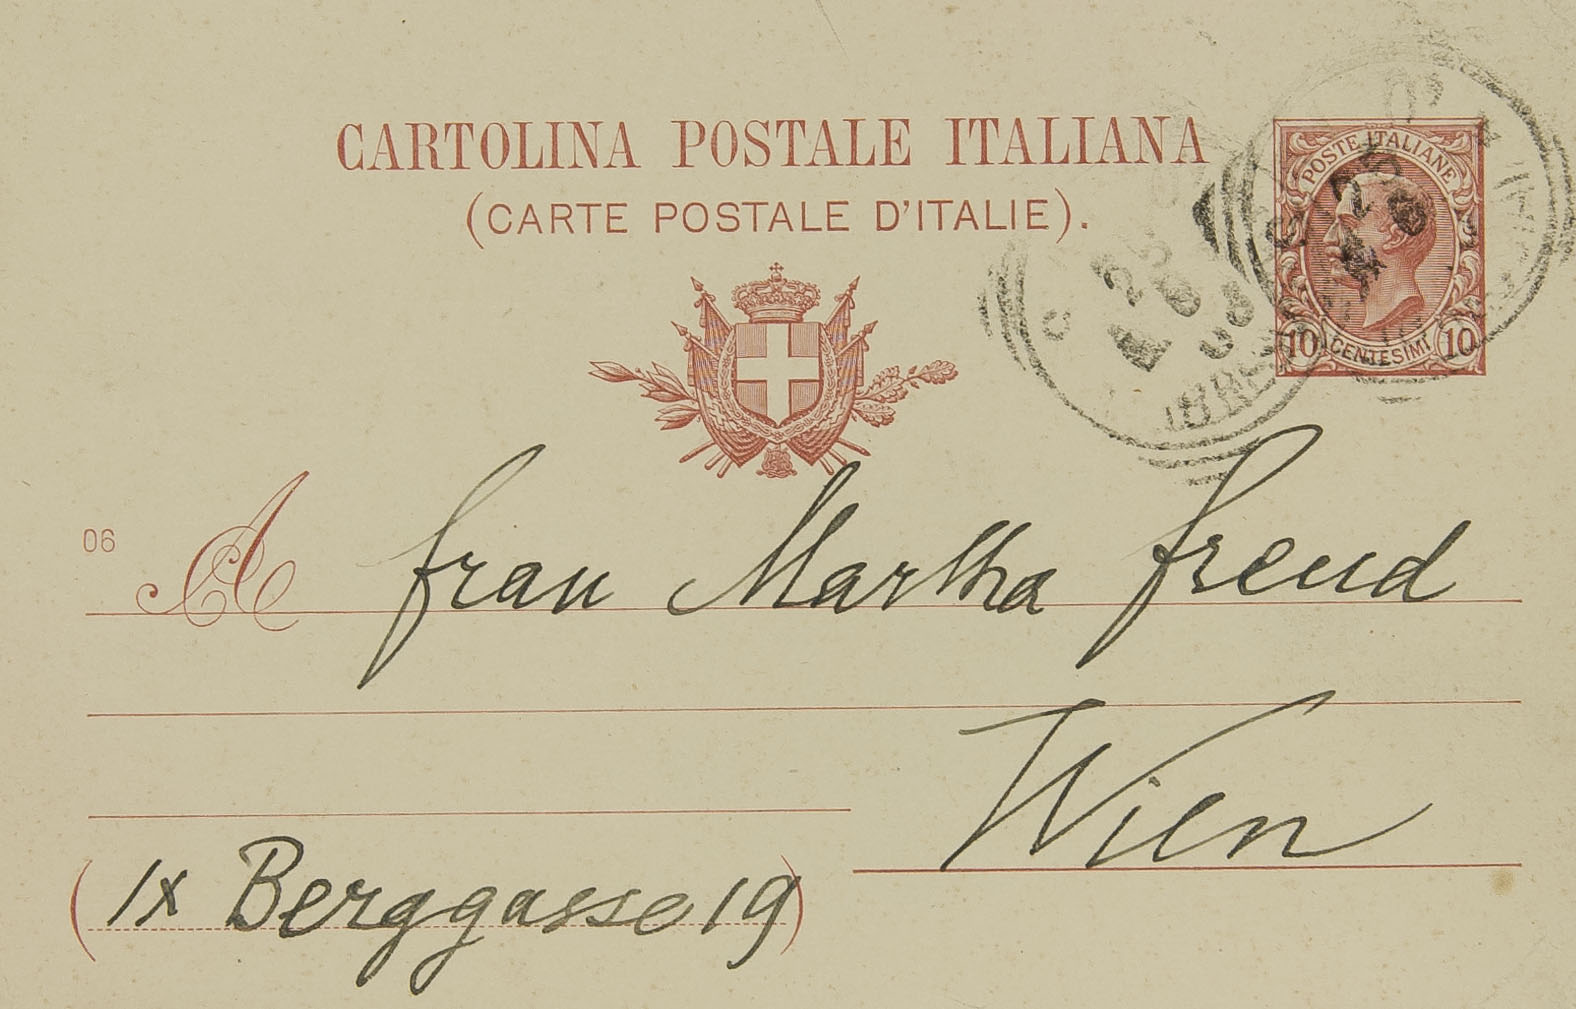 CARTOLINA POSTALE ITALIANA
(CARTE POSTALE D'ITALIE).
POSTE ITALIANE
10 CENTESIMI 10
06
A Frau Martha Freud
Wien
(IX Berggasse 19)